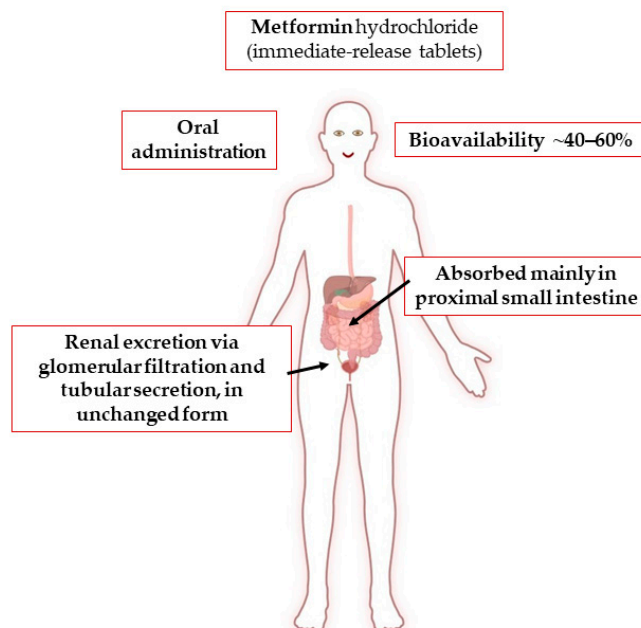 Metformin hydrochloride
(immediate-release tablets)
Oral
administration
Bioavailability ~40–60%
Absorbed mainly in
proximal small intestine
Renal excretion via
glomerular filtration and
tubular secretion, in
unchanged form